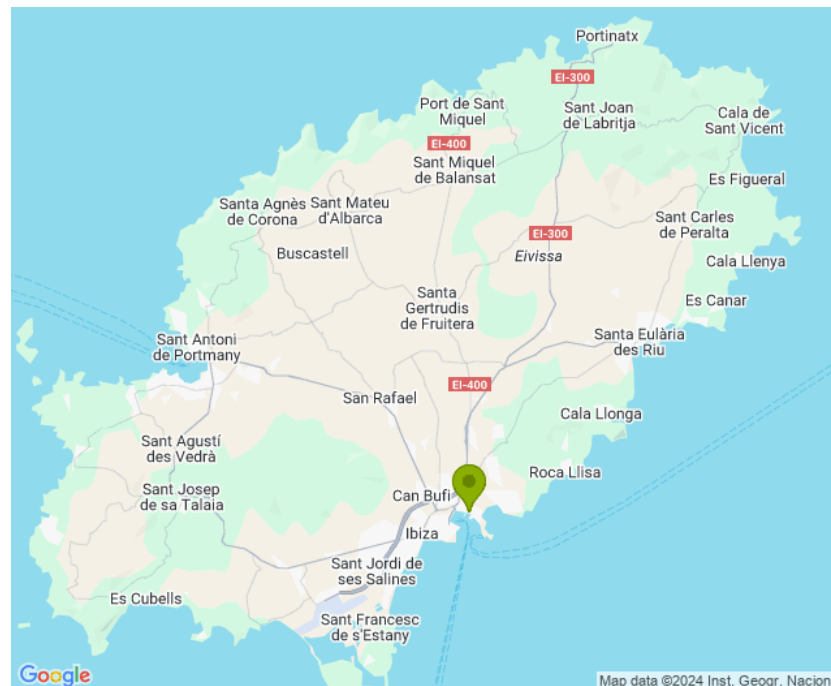 Portinatx
EI-300
Port de Sant
Miquel
Sant Joan
de Labritja
Cala de
Sant Vicent
EI-400
Sant Miquel
de Balansat
Es Figueral
Santa Agnès
de Corona
Sant Mateu
d'Albarca
Sant Carles
de Peralta
EI-300
Buscastell
Eivissa
Cala Llenya
Santa
Gertrudis
de Fruitera
Es Canar
Sant Antoni
de Portmany
Santa Eulària
des Riu
EI-400
San Rafael
Cala Llonga
Sant Agustí
des Vedrà
Roca Llisa
Sant Josep
de sa Talaia
Can Bufí
Ibiza
Sant Jordi de
ses Salines
Es Cubells
Sant Francesc
de s'Estany
Google
Map data ©2024 Inst. Geogr. Nacion